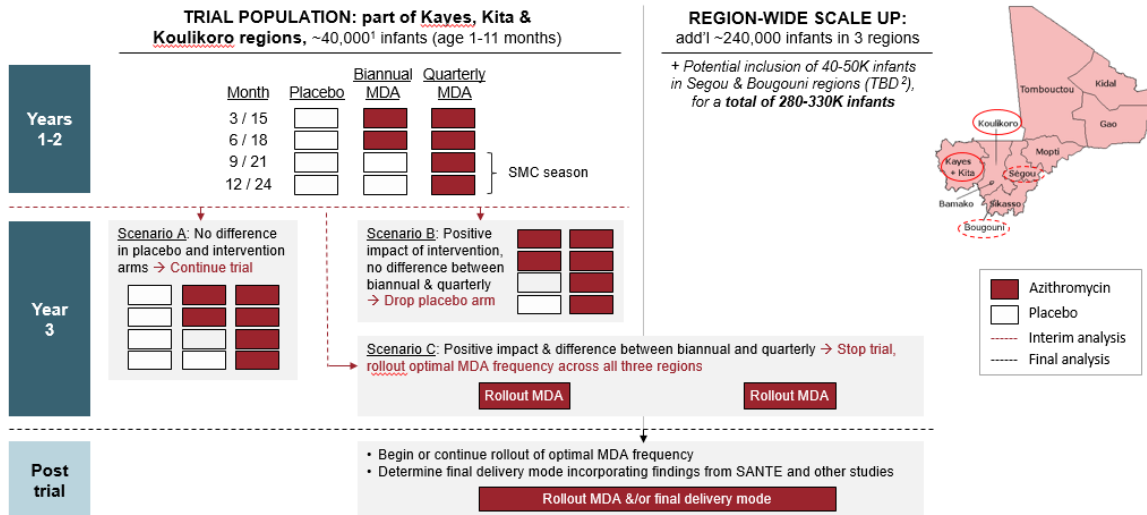 TRIAL POPULATION: part of Kayes, Kita &
Koulikoro regions, ~40,000¹ infants (age 1-11 months)
REGION-WIDE SCALE UP:
add'l ~240,000 infants in 3 regions
+ Potential inclusion of 40-50K infants
in Segou & Bougouni regions (TBD ²),
for a total of 280-330K infants
Years
1-2
Month
Placebo
Biannual
MDA
Quarterly
MDA
3 / 15
6 / 18
9 / 21
12 / 24
SMC season
Tombouctou
Kidal
Gao
Koulikoro
Mopti
Kayes
+ Kita
Ségou
Bamako
Sikasso
Bougouni
Year
3
Scenario A: No difference
in placebo and intervention
arms → Continue trial
Scenario B: Positive
impact of intervention,
no difference between
biannual & quarterly
→ Drop placebo arm
Scenario C: Positive impact & difference between biannual and quarterly → Stop trial,
rollout optimal MDA frequency across all three regions
Rollout MDA
Rollout MDA
Azithromycin
Placebo
Interim analysis
Final analysis
Post
trial
• Begin or continue rollout of optimal MDA frequency
• Determine final delivery mode incorporating findings from SANTE and other studies
Rollout MDA &/or final delivery mode